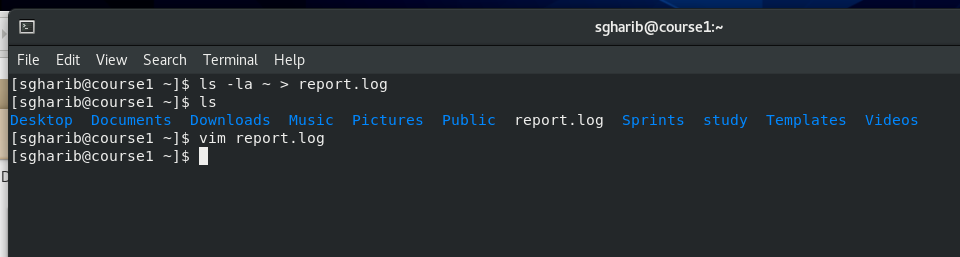 sgharib@course1:~
File Edit View Search Terminal Help
[sgharib@course1 ~]$ ls -la ~ > report.log
[sgharib@course1 ~]$ ls
Desktop Documents Downloads Music Pictures Public report.log Sprints study Templates Videos
[sgharib@course1 ~]$ vim report.log
[sgharib@course1 ~]$
D